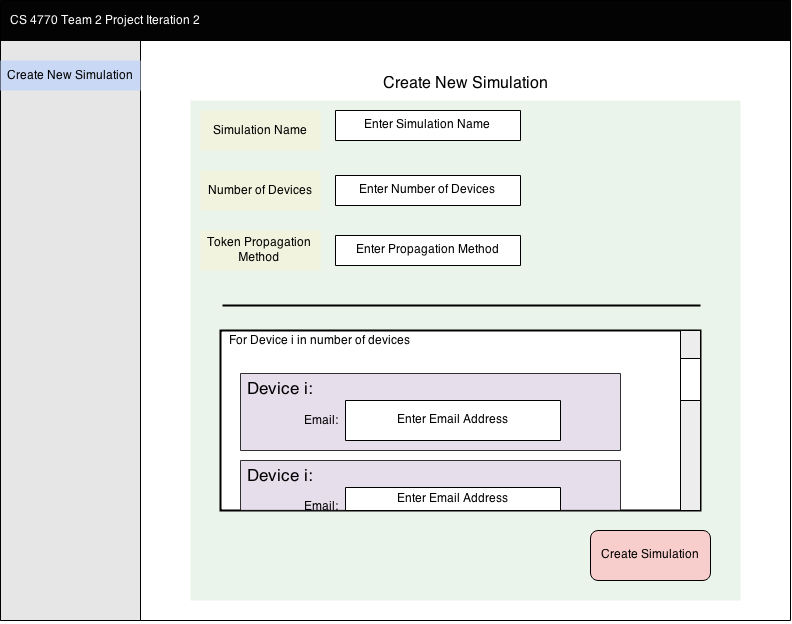 CS 4770 Team 2 Project Iteration 2
Create New Simulation
Create New Simulation
Simulation Name
Enter Simulation Name
Number of Devices
Enter Number of Devices
Token Propagation
Method
Enter Propagation Method
For Device i in number of devices
Device i:
Email:
Enter Email Address
Device i:
Email:
Enter Email Address
Create Simulation